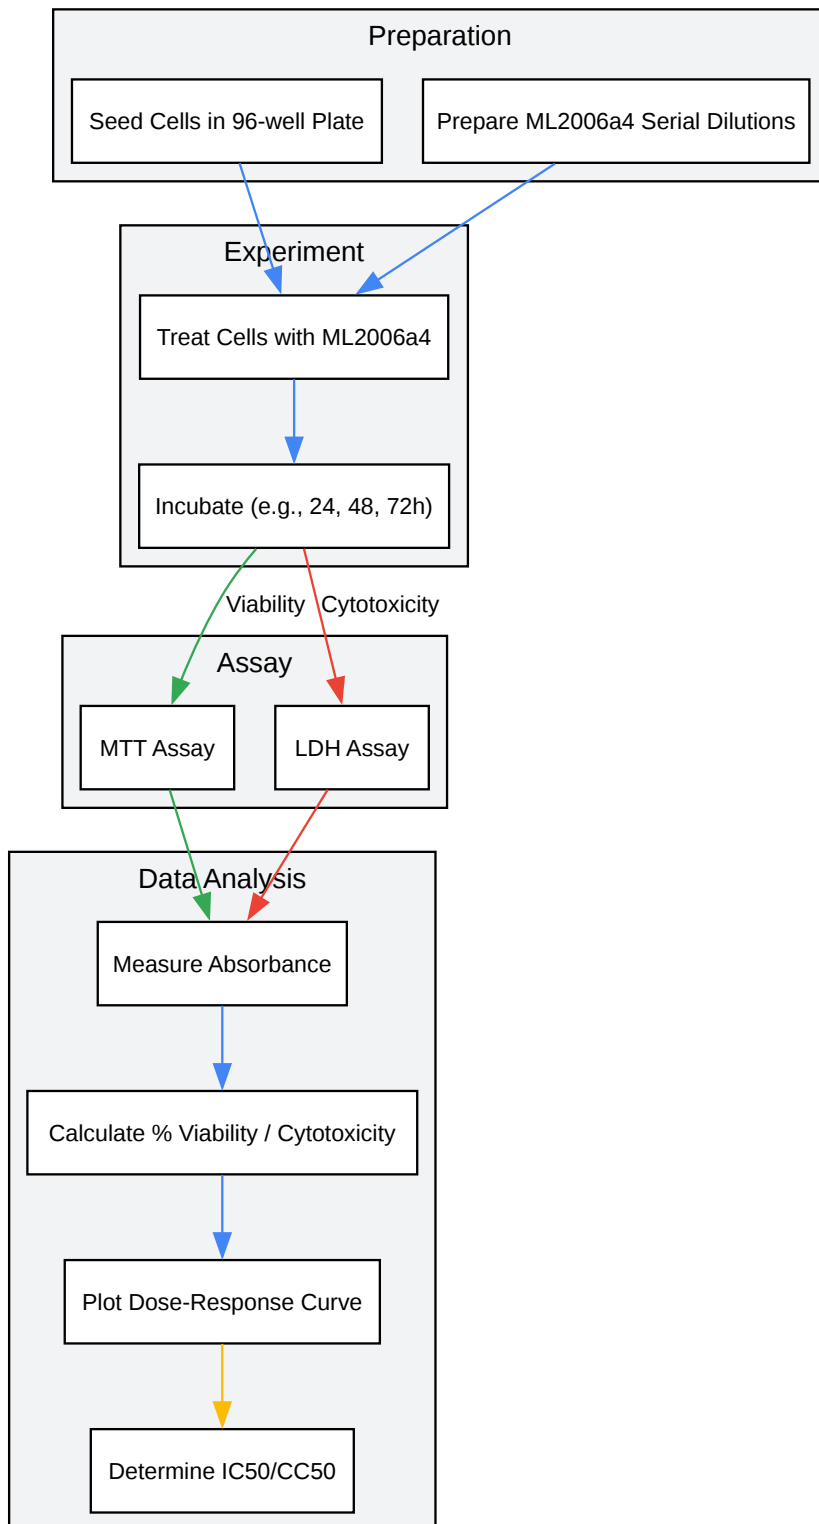 Preparation
Seed Cells in 96-well Plate
Prepare ML2006a4 Serial Dilutions
Experiment
Treat Cells with ML2006a4
Incubate (e.g., 24, 48, 72h)
Viability
Cytotoxicity
Assay
MTT Assay
LDH Assay
Data Analysis
Measure Absorbance
Calculate % Viability / Cytotoxicity
Plot Dose-Response Curve
Determine IC50/CC50